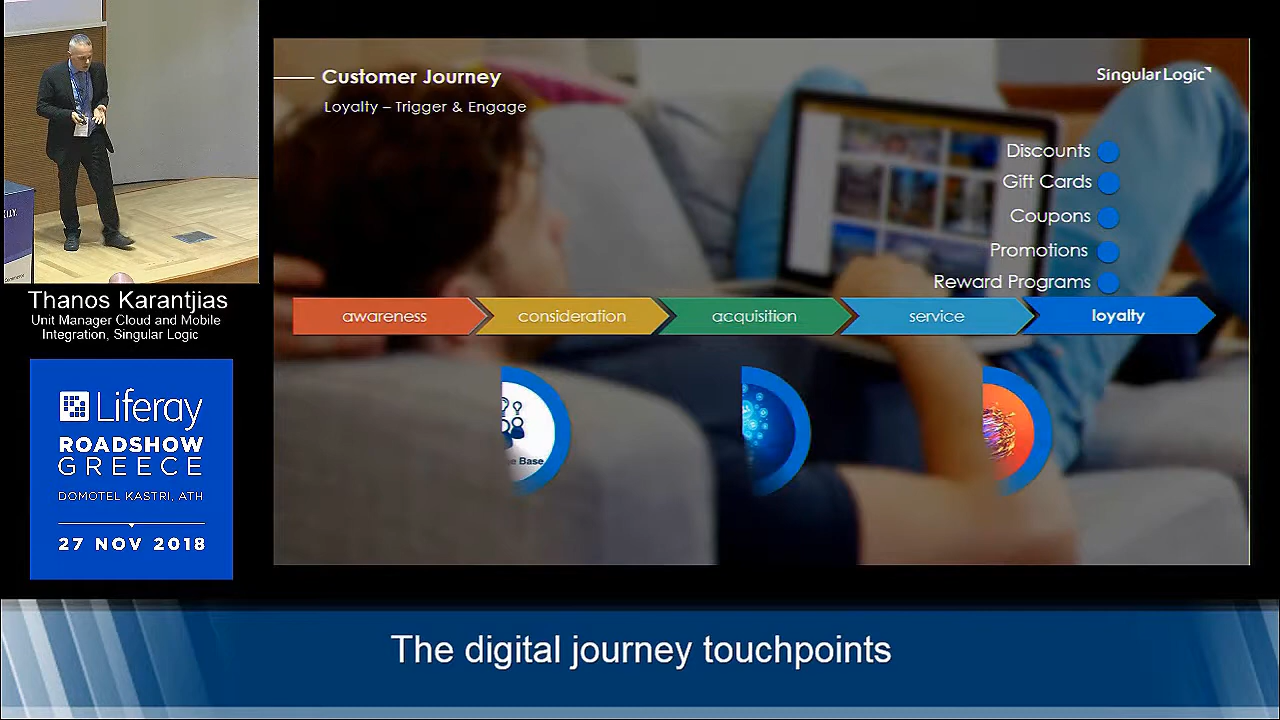 Customer Journey
Loyalty – Trigger & Engage
SingularLogic
Discounts
Gift Cards
Coupons
Promotions
Reward Programs
awareness
consideration
acquisition
service
loyalty
Base
Thanos Karantjias
Unit Manager Cloud and Mobile
Integration, Singular Logic
Liferay
ROADSHOW
GREECE
DOMOTEL KASTRI, ATH
27 NOV 2018
The digital journey touchpoints